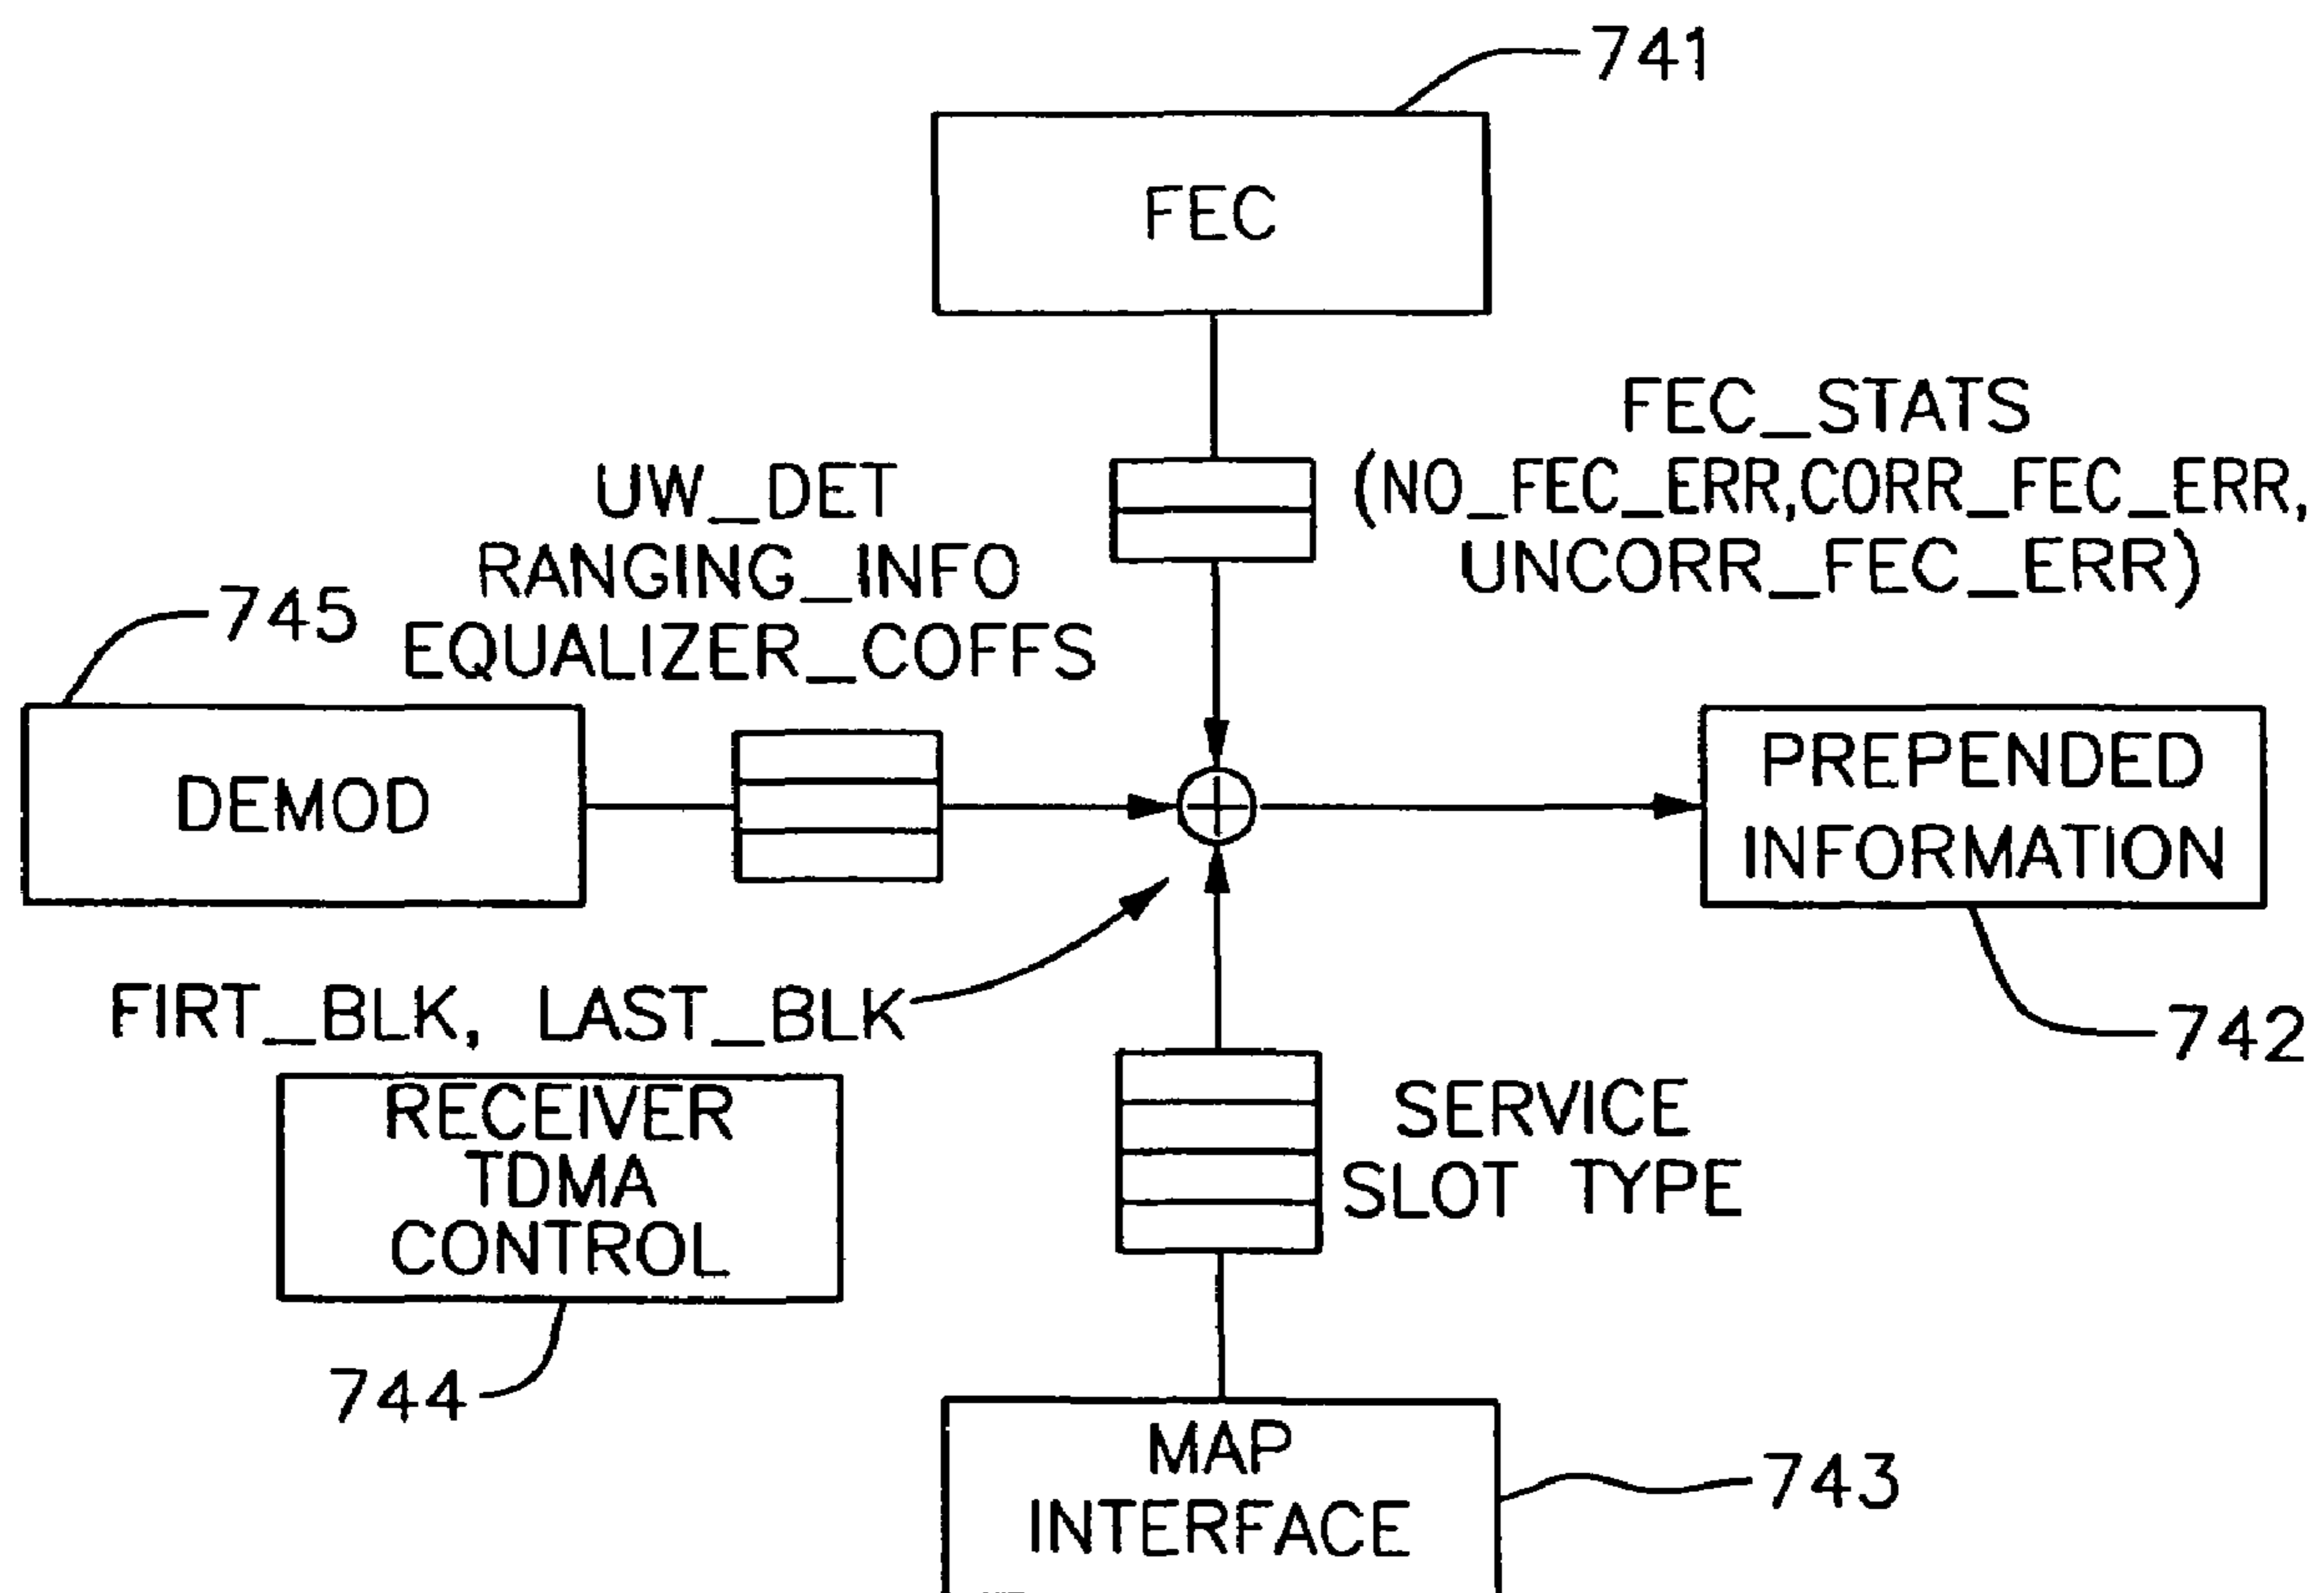 741
FEC
FEC_STATS
(NO_FEC_ERR,CORR_FEC_ERR,
UNCORR_FEC_ERR)
UW_DET
RANGING_INFO
EQUALIZER_COFFS
745
DEMOD
PREPENDED
INFORMATION
742
FIRT_BLK, LAST_BLK
RECEIVER
TDMA
CONTROL
744
SERVICE
SLOT TYPE
MAP
INTERFACE
743